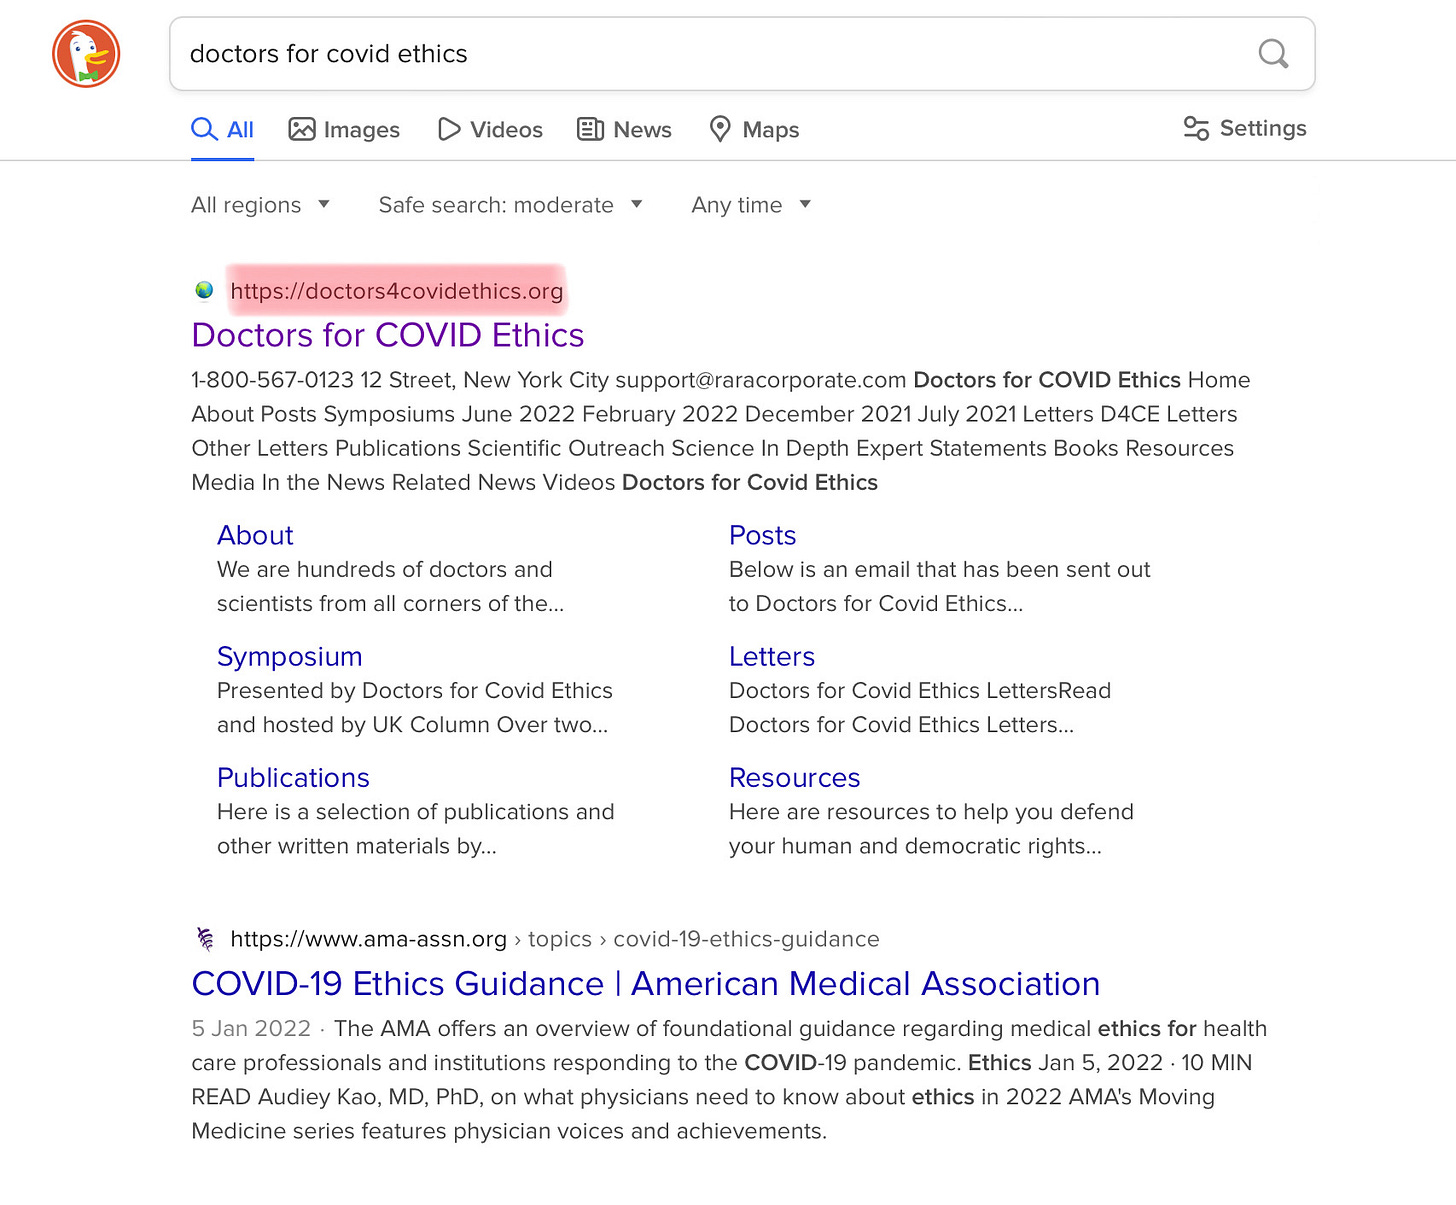 doctors for covid ethics
All Images Videos News Maps Settings
All regions Safe search: moderate Any time
https://doctors4covidethics.org
Doctors for COVID Ethics
1-800-567-0123 12 Street, New York City support@raracorporate.com Doctors for COVID Ethics Home
About Posts Symposiums June 2022 February 2022 December 2021 July 2021 Letters D4CE Letters
Other Letters Publications Scientific Outreach Science In Depth Expert Statements Books Resources
Media In the News Related News Videos Doctors for Covid Ethics
About
We are hundreds of doctors and
scientists from all corners of the...
Posts
Below is an email that has been sent out
to Doctors for Covid Ethics...
Symposium
Presented by Doctors for Covid Ethics
and hosted by UK Column Over two...
Letters
Doctors for Covid Ethics LettersRead
Doctors for Covid Ethics Letters...
Publications
Here is a selection of publications and
other written materials by...
Resources
Here are resources to help you defend
your human and democratic rights...
https://www.ama-assn.org › topics › covid-19-ethics-guidance
COVID-19 Ethics Guidance | American Medical Association
5 Jan 2022 · The AMA offers an overview of foundational guidance regarding medical ethics for health
care professionals and institutions responding to the COVID-19 pandemic. Ethics Jan 5, 2022 · 10 MIN
READ Audiey Kao, MD, PhD, on what physicians need to know about ethics in 2022 AMA's Moving
Medicine series features physician voices and achievements.